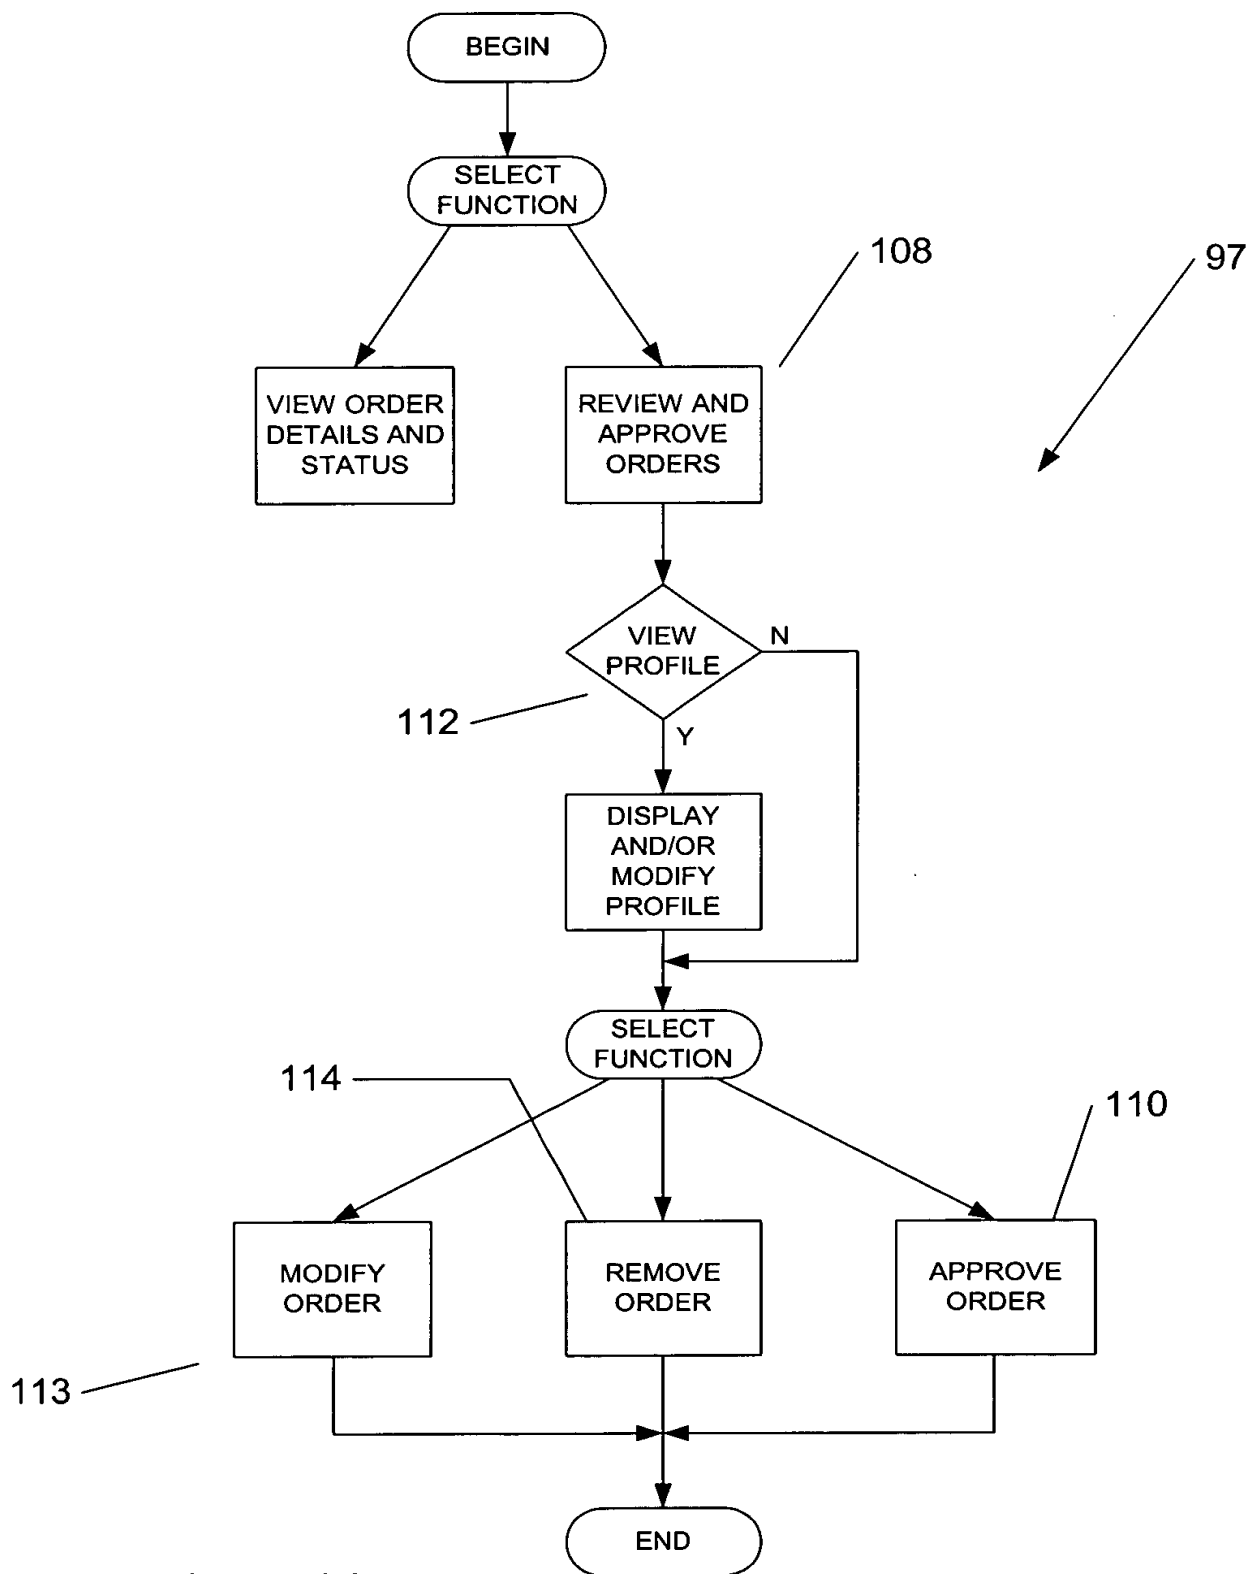 BEGIN
SELECT
FUNCTION
108
97
VIEW ORDER
DETAILS AND
STATUS
REVIEW AND
APPROVE
ORDERS
VIEW
PROFILE
N
112
Y
DISPLAY
AND/OR
MODIFY
PROFILE
SELECT
FUNCTION
114
110
MODIFY
ORDER
REMOVE
ORDER
APPROVE
ORDER
113
END